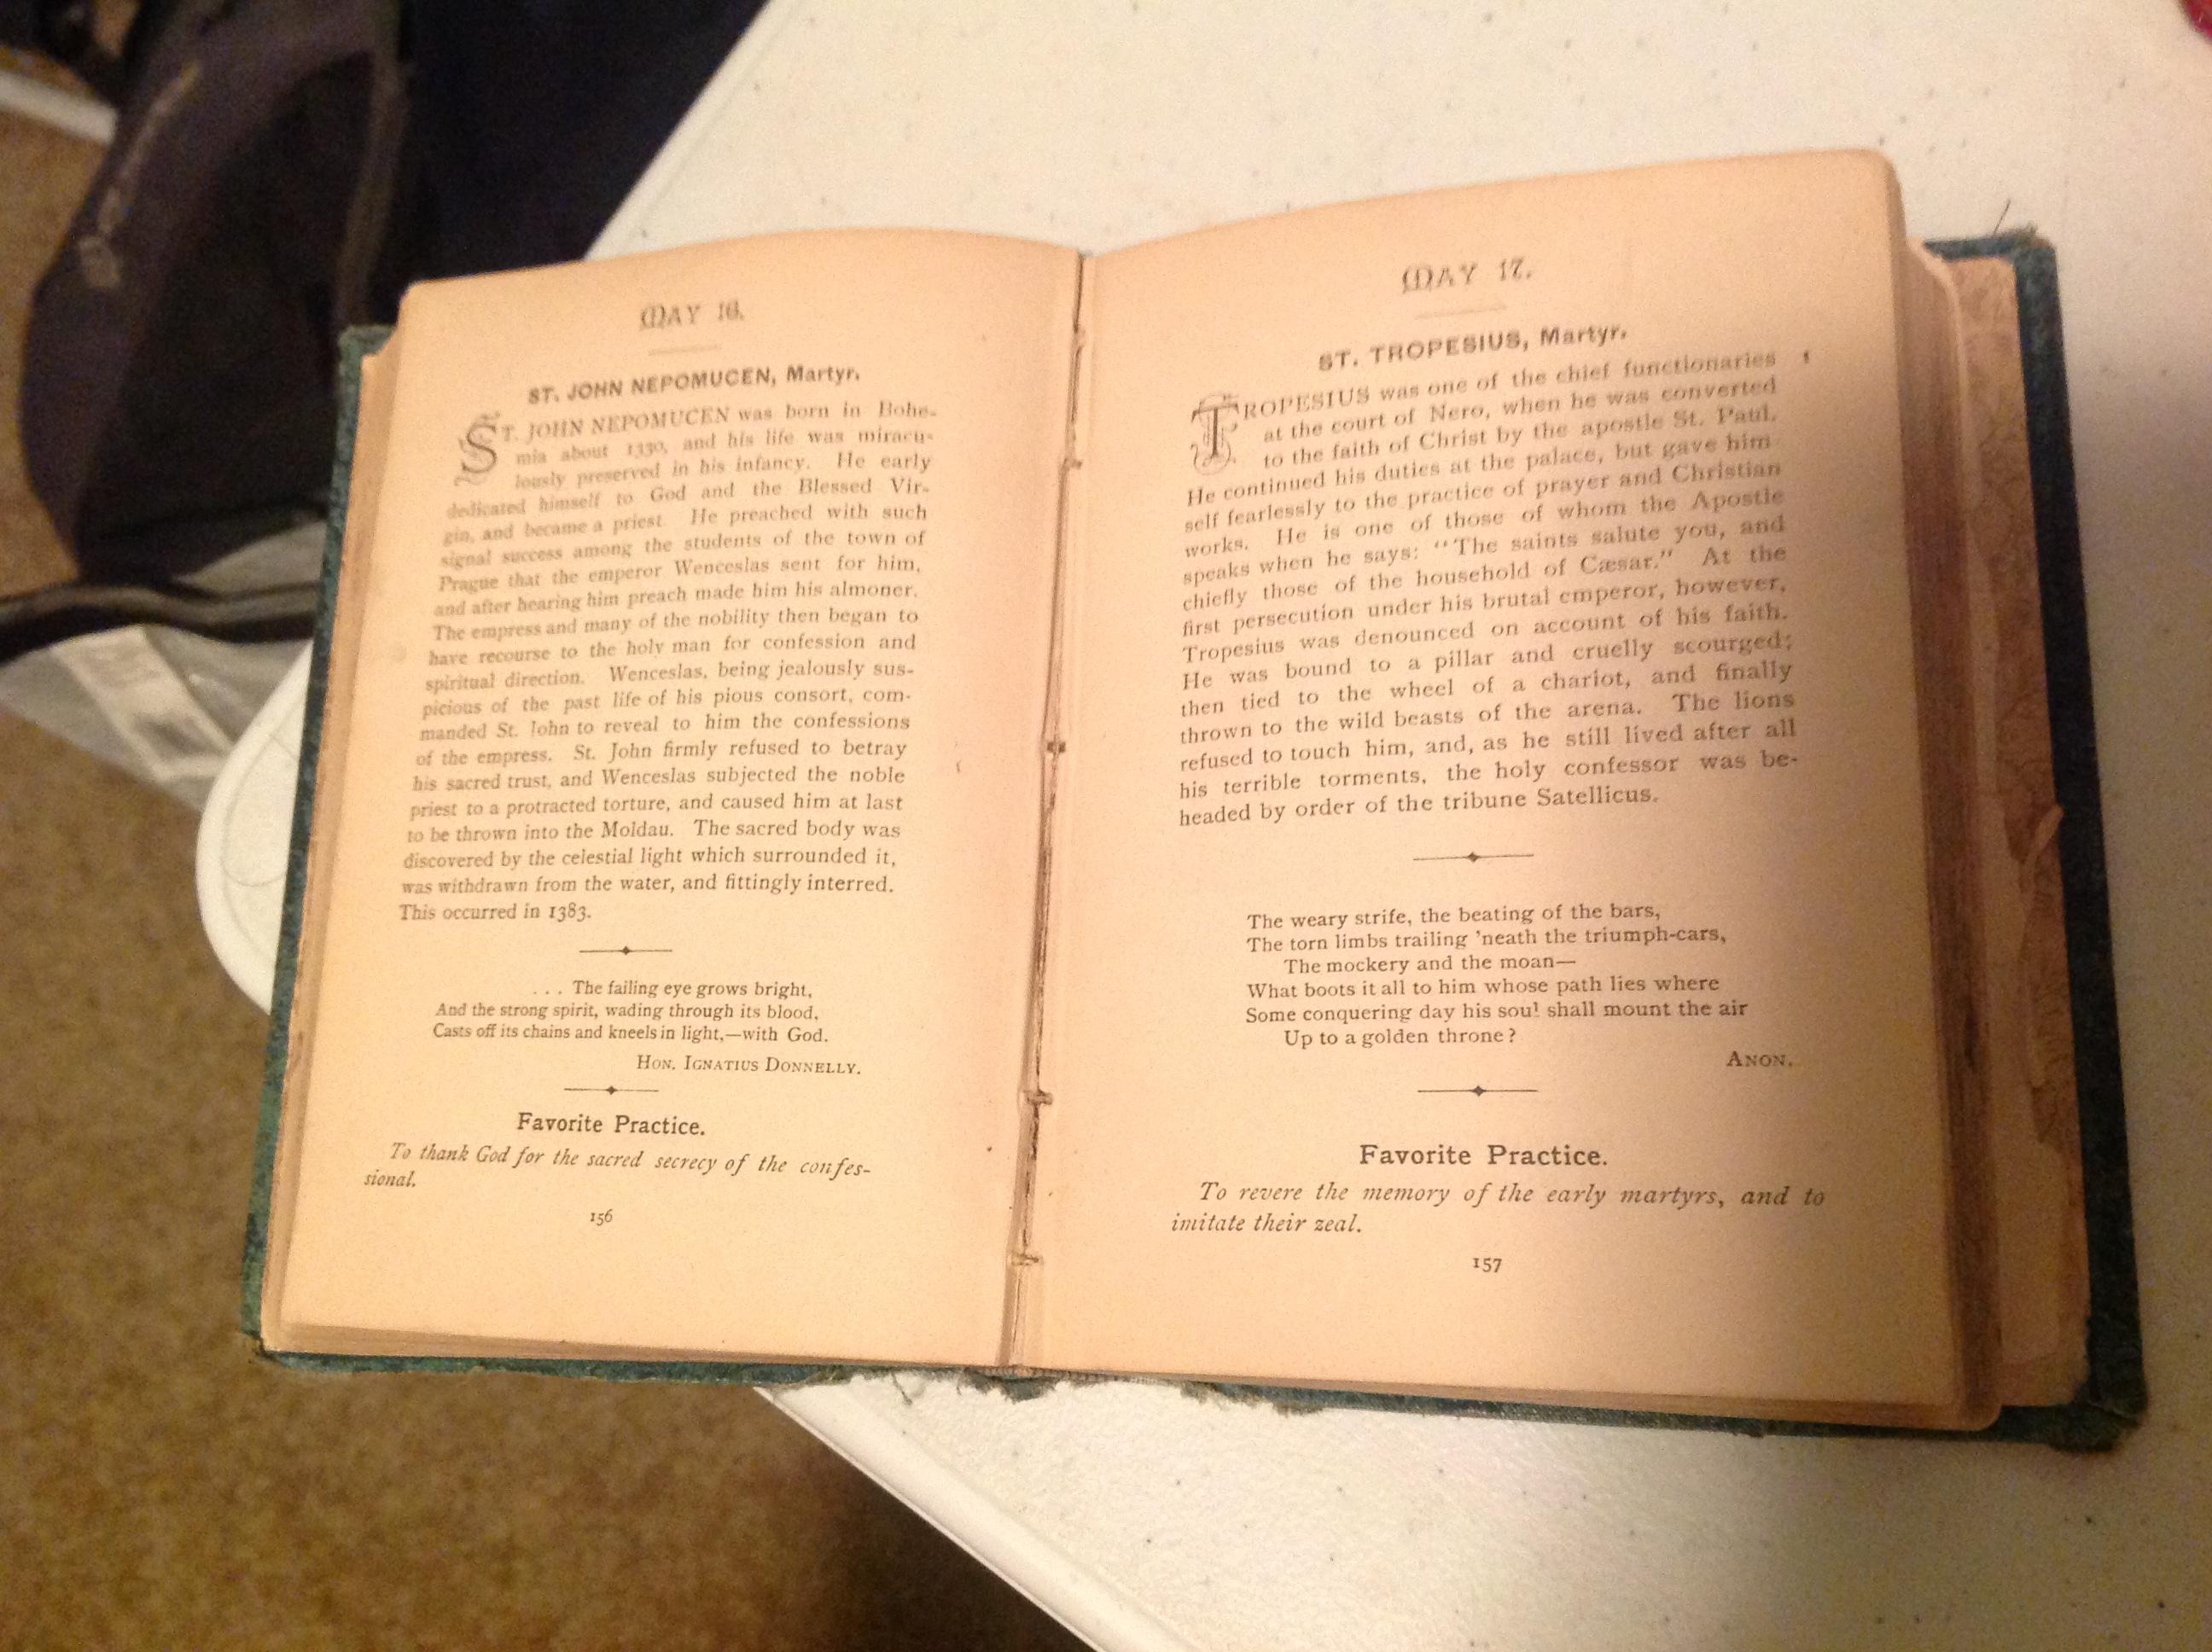 MAY 16.
ST. JOHN NEPOMUCEN, Martyr.
ST. JOHN NEPOMUCEN was born in Bohe-
mia about 1330, and his life was miracu-
lously preserved in his infancy. He early
dedicated himself to God and the Blessed Vir-
gin, and became a priest. He preached with such
signal success among the students of the town of
Prague that the emperor Wenceslas sent for him,
and after hearing him preach made him his almoner.
The empress and many of the nobility then began to
have recourse to the holy man for confession and
spiritual direction. Wenceslas, being jealously sus-
picious of the past life of his pious consort, com-
manded St. John to reveal to him the confessions
of the empress. St. John firmly refused to betray
his sacred trust, and Wenceslas subjected the noble
priest to a protracted torture, and caused him at last
to be thrown into the Moldau. The sacred body was
discovered by the celestial light which surrounded it,
was withdrawn from the water, and fittingly interred.
This occurred in 1383.
. . . The failing eye grows bright,
And the strong spirit, wading through its blood,
Casts off its chains and kneels in light,—with God.
HON. IGNATIUS DONNELLY.
Favorite Practice.
To thank God for the sacred secrecy of the confes-
sional.
156
MAY 17.
ST. TROPESIUS, Martyr.
TROPESIUS was one of the chief functionaries
at the court of Nero, when he was converted
to the faith of Christ by the apostle St. Paul.
He continued his duties at the palace, but gave him-
self fearlessly to the practice of prayer and Christian
works. He is one of those of whom the Apostle
speaks when he says: “The saints salute you, and
chiefly those of the household of Cæsar.” At the
first persecution under his brutal emperor, however,
Tropesius was denounced on account of his faith.
He was bound to a pillar and cruelly scourged;
then tied to the wheel of a chariot, and finally
thrown to the wild beasts of the arena. The lions
refused to touch him, and, as he still lived after all
his terrible torments, the holy confessor was be-
headed by order of the tribune Satellicus.
The weary strife, the beating of the bars,
The torn limbs trailing ’neath the triumph-cars,
The mockery and the moan—
What boots it all to him whose path lies where
Some conquering day his soul shall mount the air
Up to a golden throne?
ANON.
Favorite Practice.
To revere the memory of the early martyrs, and to
imitate their zeal.
157